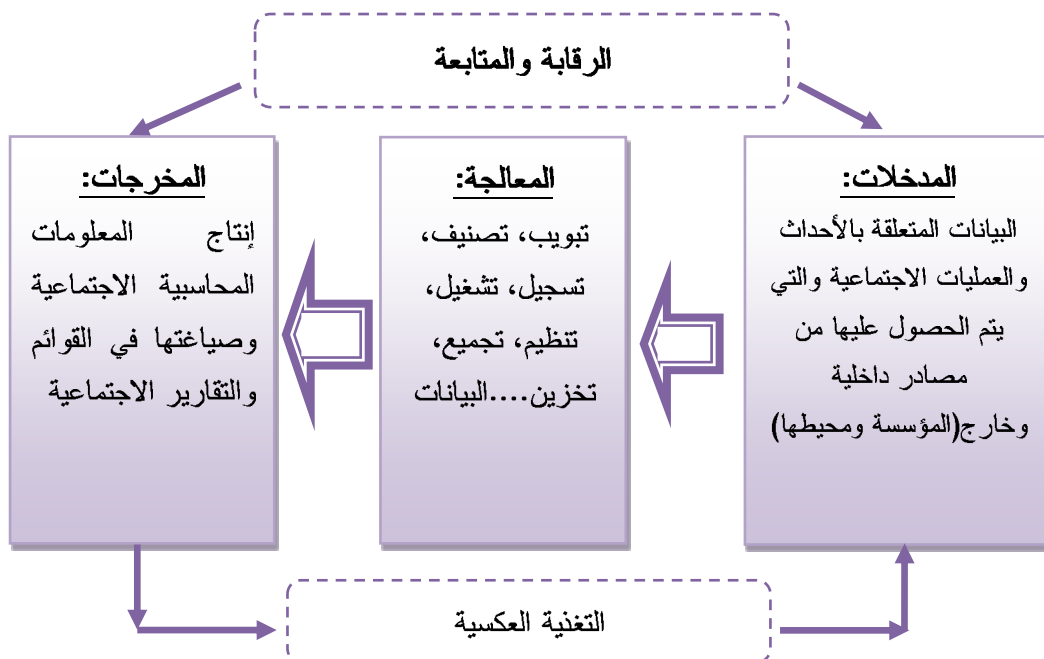 الرقابة والمتابعة
المدخلات:
البيانات المتعلقة بالأحداث
والعمليات الاجتماعية والتي
يتم الحصول عليها من
مصادر داخلية
وخارج(المؤسسة ومحيطها)
المعالجة:
تبويب، تصنيف،
تسجيل، تشغيل،
تنظيم، تجميع،
تخزين....البيانات
المخرجات:
إنتاج المعلومات
المحاسبية الاجتماعية
وصياغتها في القوائم
والتقارير الاجتماعية
التغذية العكسية